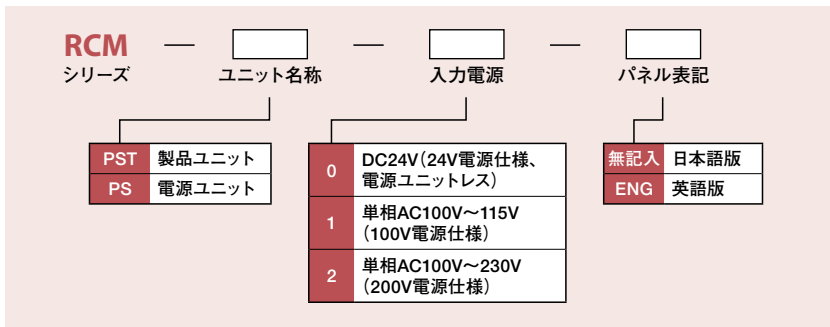 RCM — — —
シリーズ ユニット名称 入力電源 パネル表記
PST 製品ユニット
PS 電源ユニット
0 DC24V（24V電源仕様、
電源ユニットレス）
1 単相AC100V～115V
（100V電源仕様）
2 単相AC100V～230V
（200V電源仕様）
無記入 日本語版
ENG 英語版